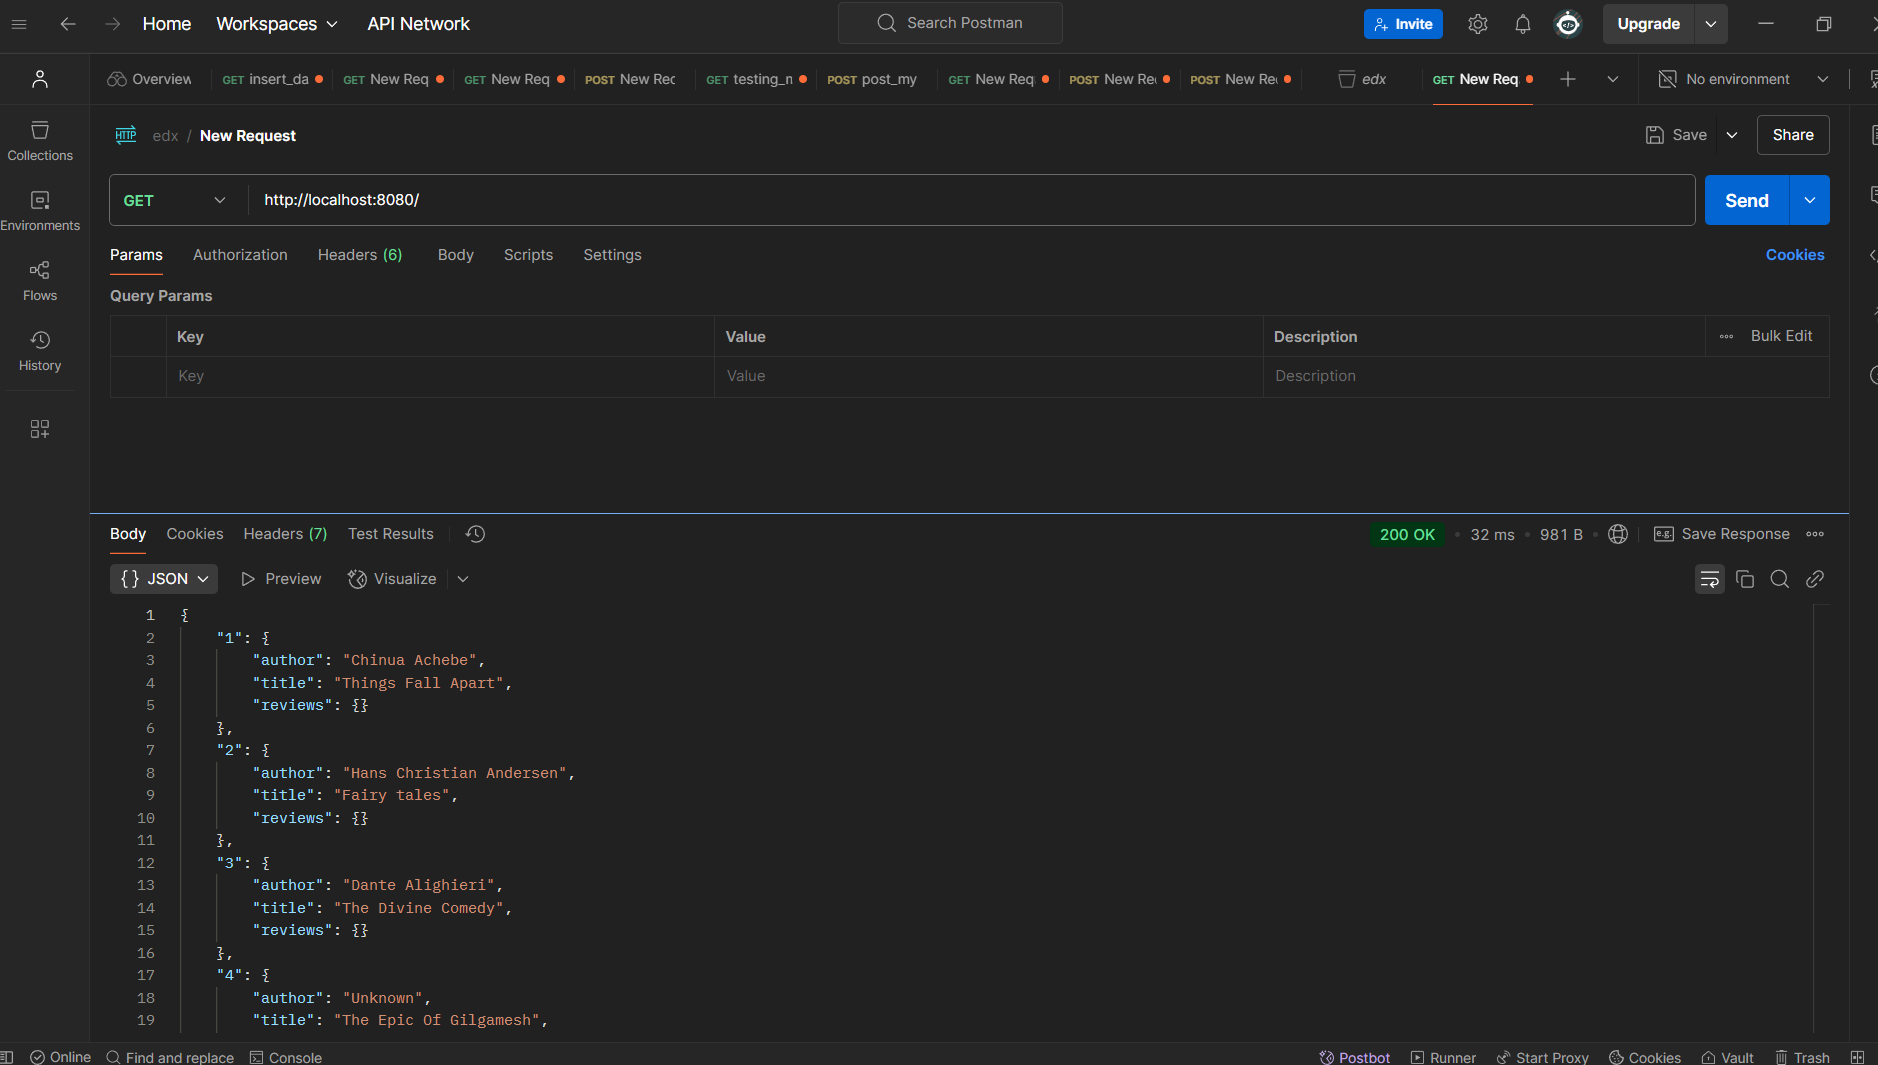 Home Workspaces API Network Search Postman Invite Upgrade
Overview GET insert_da GET New Req GET New Req POST New Rec GET testing_n POST post_my GET New Req POST New Re POST New Re edx GET New Req No environment
HTTP edx / New Request Save Share
Collections
GET http://localhost:8080/ Send
Environments
Params Authorization Headers (6) Body Scripts Settings Cookies
Flows
Query Params
Key Value Description Bulk Edit
History
Key Value Description
Body Cookies Headers (7) Test Results 200 OK • 32 ms • 981 B • e.g. Save Response
{} JSON Preview Visualize
1 {
2 "1": {
3 "author": "Chinua Achebe",
4 "title": "Things Fall Apart",
5 "reviews": {}
6 },
7 "2": {
8 "author": "Hans Christian Andersen",
9 "title": "Fairy tales",
10 "reviews": {}
11 },
12 "3": {
13 "author": "Dante Alighieri",
14 "title": "The Divine Comedy",
15 "reviews": {}
16 },
17 "4": {
18 "author": "Unknown",
19 "title": "The Epic Of Gilgamesh",
Online Find and replace Console Postbot Runner Start Proxy Cookies Vault Trash